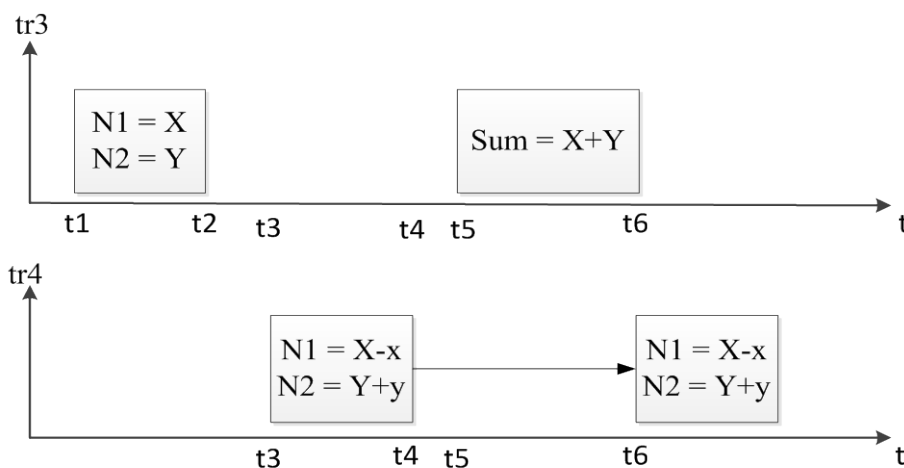 tr3
N1 = X
N2 = Y
Sum = X+Y
t1 t2 t3 t4 t5 t6 t
tr4
N1 = X-x
N2 = Y+y
N1 = X-x
N2 = Y+y
t3 t4 t5 t6 t